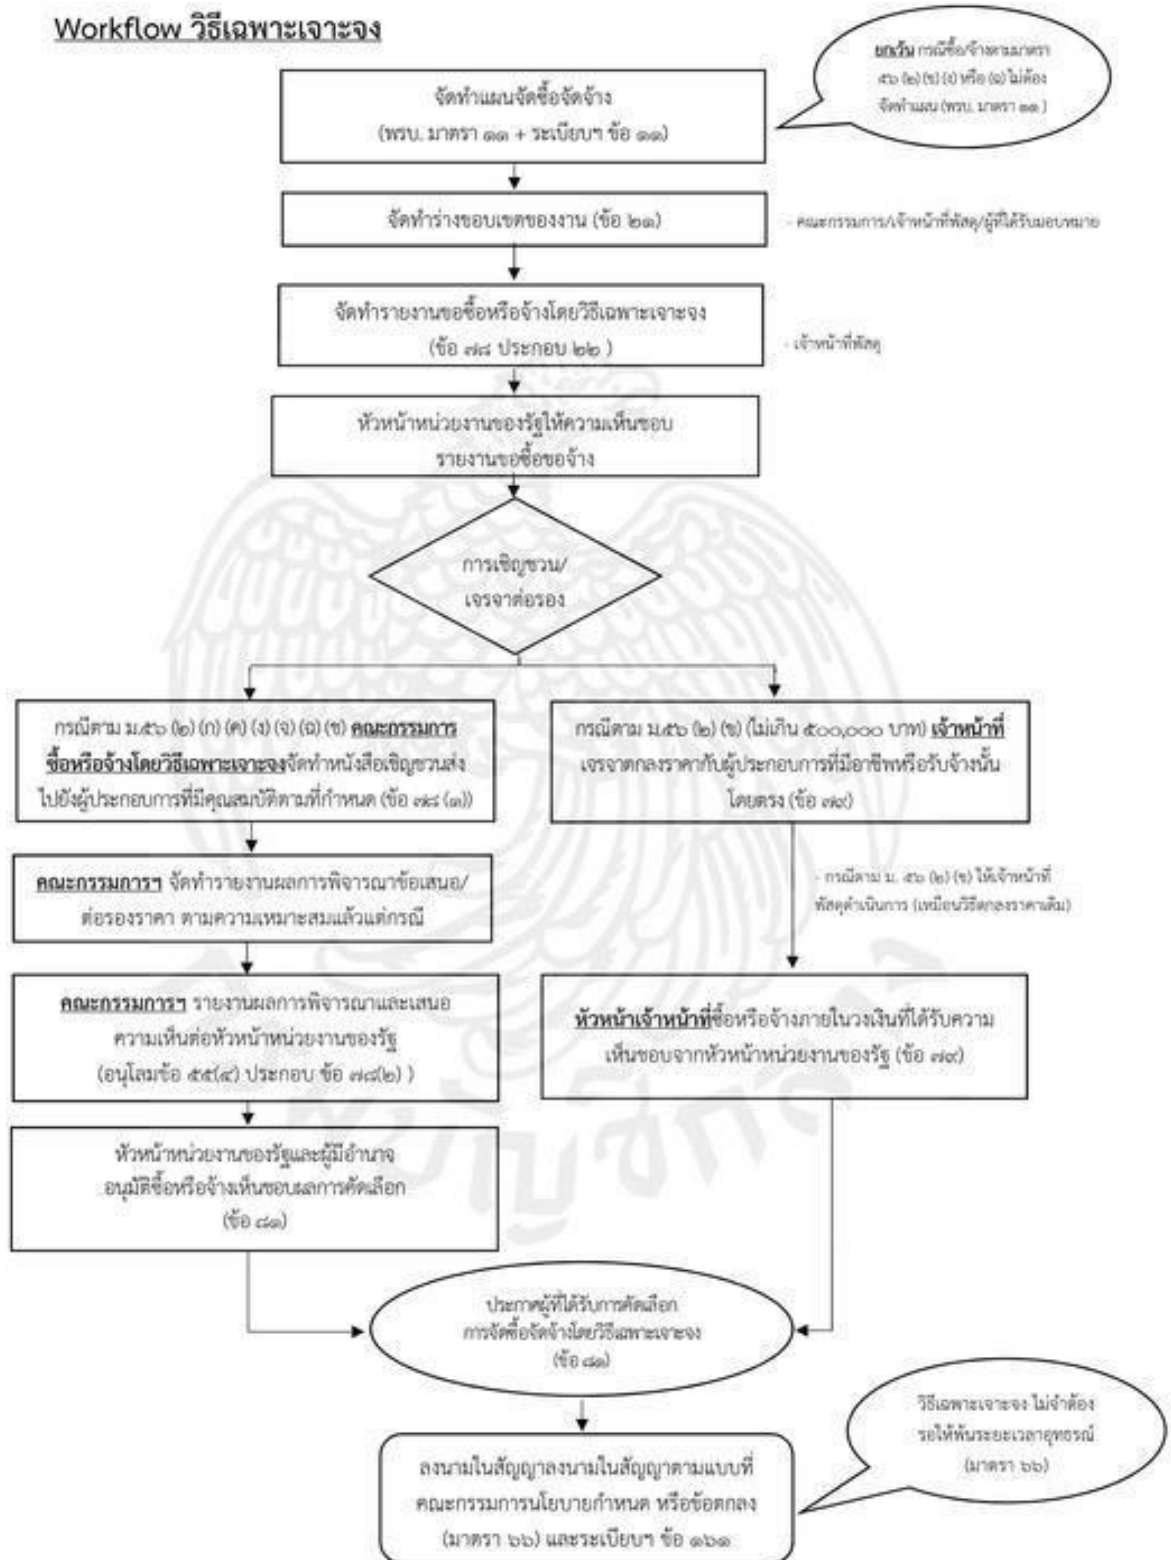 Workflow วิธีเฉพาะเจาะจง
ยกเว้น กรณีซื้อ/จ้างตามมาตรา
๕๖ (๒) (ข) (ง) หรือ (ฉ) ไม่ต้อง
จัดทำแผน (พรบ. มาตรา ๑๑ )
จัดทำแผนจัดซื้อจัดจ้าง
(พรบ. มาตรา ๑๑ + ระเบียบฯ ข้อ ๑๑)
จัดทำร่างขอบเขตของงาน (ข้อ ๒๑)
- คณะกรรมการ/เจ้าหน้าที่พัสดุ/ผู้ที่ได้รับมอบหมาย
จัดทำรายงานขอซื้อหรือจ้างโดยวิธีเฉพาะเจาะจง
(ข้อ ๗๘ ประกอบ ๒๒ )
- เจ้าหน้าที่พัสดุ
หัวหน้าหน่วยงานของรัฐให้ความเห็นชอบ
รายงานขอซื้อขอจ้าง
การเชิญชวน/
เจรจาต่อรอง
กรณีตาม ม.๕๖ (๒) (ก) (ค) (ง) (จ) (ฉ) (ช) คณะกรรมการ
ซื้อหรือจ้างโดยวิธีเฉพาะเจาะจงจัดทำหนังสือเชิญชวนส่ง
ไปยังผู้ประกอบการที่มีคุณสมบัติตามที่กำหนด (ข้อ ๗๘ (๑))
กรณีตาม ม.๕๖ (๒) (ข) (ไม่เกิน ๕๐๐,๐๐๐ บาท) เจ้าหน้าที่
เจรจาตกลงราคากับผู้ประกอบการที่มีอาชีพหรือรับจ้างนั้น
โดยตรง (ข้อ ๗๙)
คณะกรรมการฯ จัดทำรายงานผลการพิจารณาข้อเสนอ/
ต่อรองราคา ตามความเหมาะสมแล้วแต่กรณี
- กรณีตาม ม. ๕๖ (๒) (ข) ให้เจ้าหน้าที่
พัสดุดำเนินการ (เหมือนวิธีตกลงราคาเดิม)
คณะกรรมการฯ รายงานผลการพิจารณาและเสนอ
ความเห็นต่อหัวหน้าหน่วยงานของรัฐ
(อนุโลมข้อ ๕๕(๔) ประกอบ ข้อ ๗๘(๒) )
หัวหน้าเจ้าหน้าที่ซื้อหรือจ้างภายในวงเงินที่ได้รับความ
เห็นชอบจากหัวหน้าหน่วยงานของรัฐ (ข้อ ๗๙)
หัวหน้าหน่วยงานของรัฐและผู้มีอำนาจ
อนุมัติซื้อหรือจ้างเห็นชอบผลการคัดเลือก
(ข้อ ๘๑)
ประกาศผู้ที่ได้รับการคัดเลือก
การจัดซื้อจัดจ้างโดยวิธีเฉพาะเจาะจง
(ข้อ ๘๑)
วิธีเฉพาะเจาะจง ไม่จำต้อง
รอให้พ้นระยะเวลาอุทธรณ์
(มาตรา ๖๖)
ลงนามในสัญญาลงนามในสัญญาตามแบบที่
คณะกรรมการนโยบายกำหนด หรือข้อตกลง
(มาตรา ๖๖) และระเบียบฯ ข้อ ๑๖๑